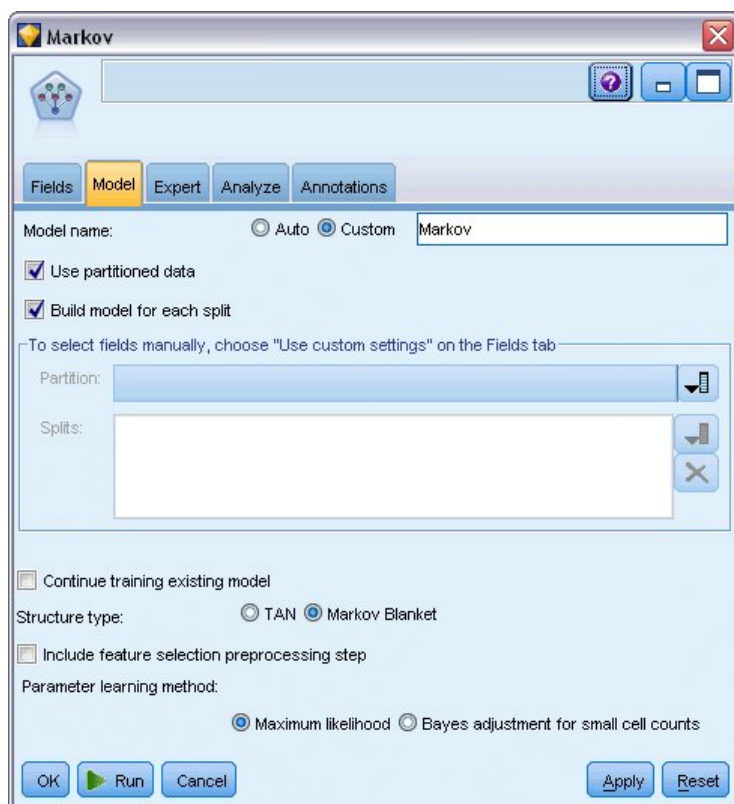 Markov
?
Fields Model Expert Analyze Annotations
Model name: Auto Custom Markov
Use partitioned data
Build model for each split
To select fields manually, choose "Use custom settings" on the Fields tab
Partition:
Splits:
Continue training existing model
Structure type: TAN Markov Blanket
Include feature selection preprocessing step
Parameter learning method:
Maximum likelihood Bayes adjustment for small cell counts
OK Run Cancel Apply Reset